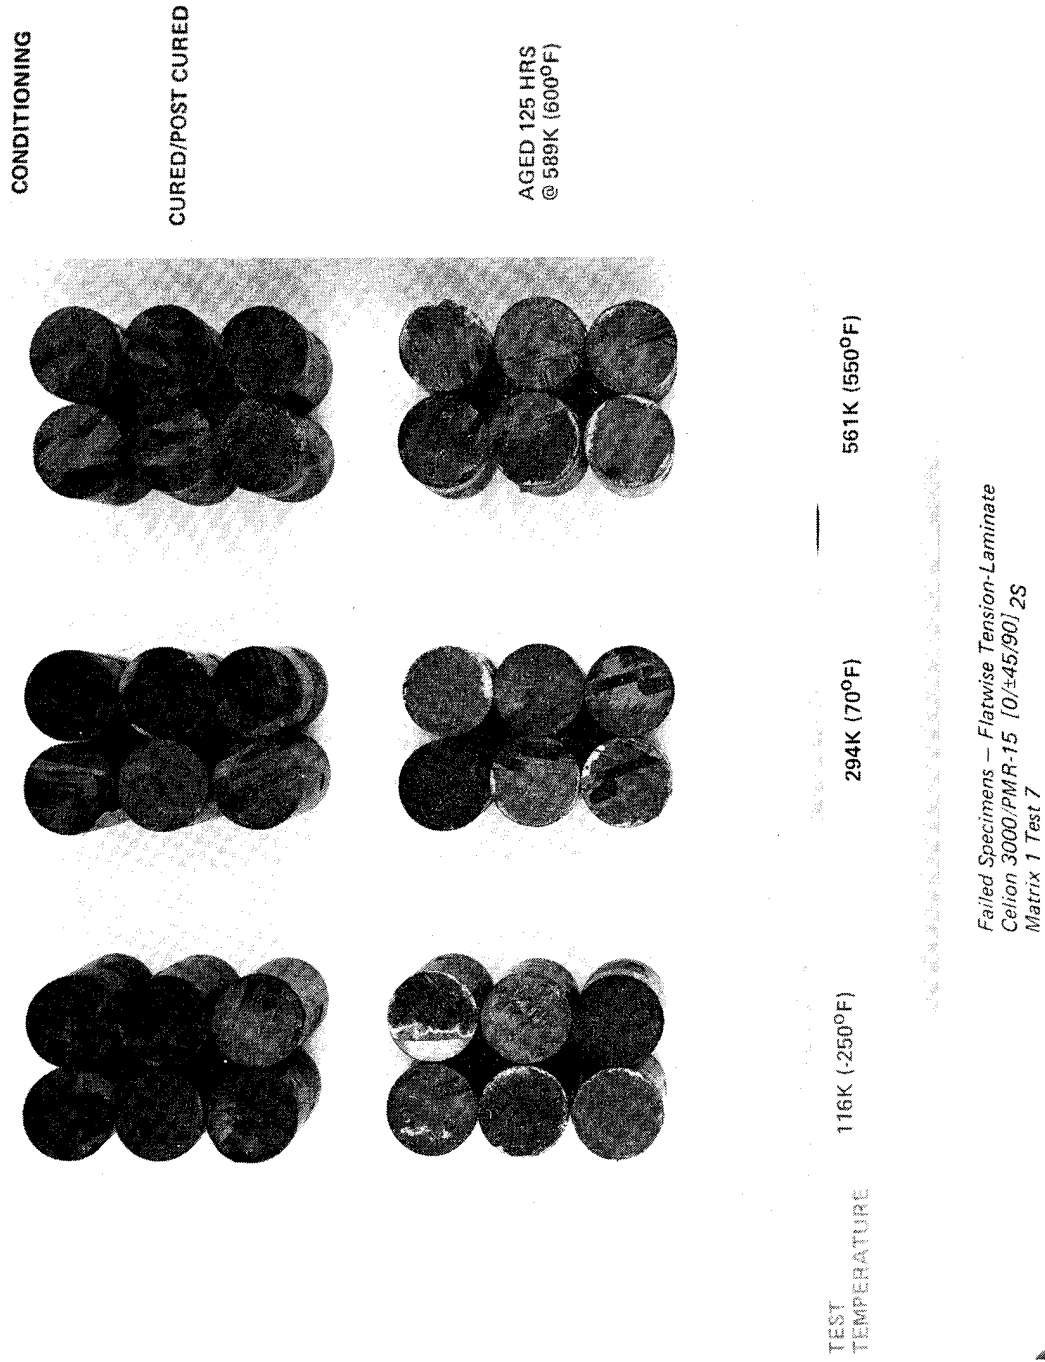 CONDITIONING
CURED/POST CURED
AGED 125 HRS
@ 589K (600°F)
TEST
TEMPERATURE
116K (-250°F)
294K (70°F)
561K (550°F)
Failed Specimens — Flatwise Tension-Laminate
Celion 3000/PMR-15 [0/±45/90]2S
Matrix 1 Test 7